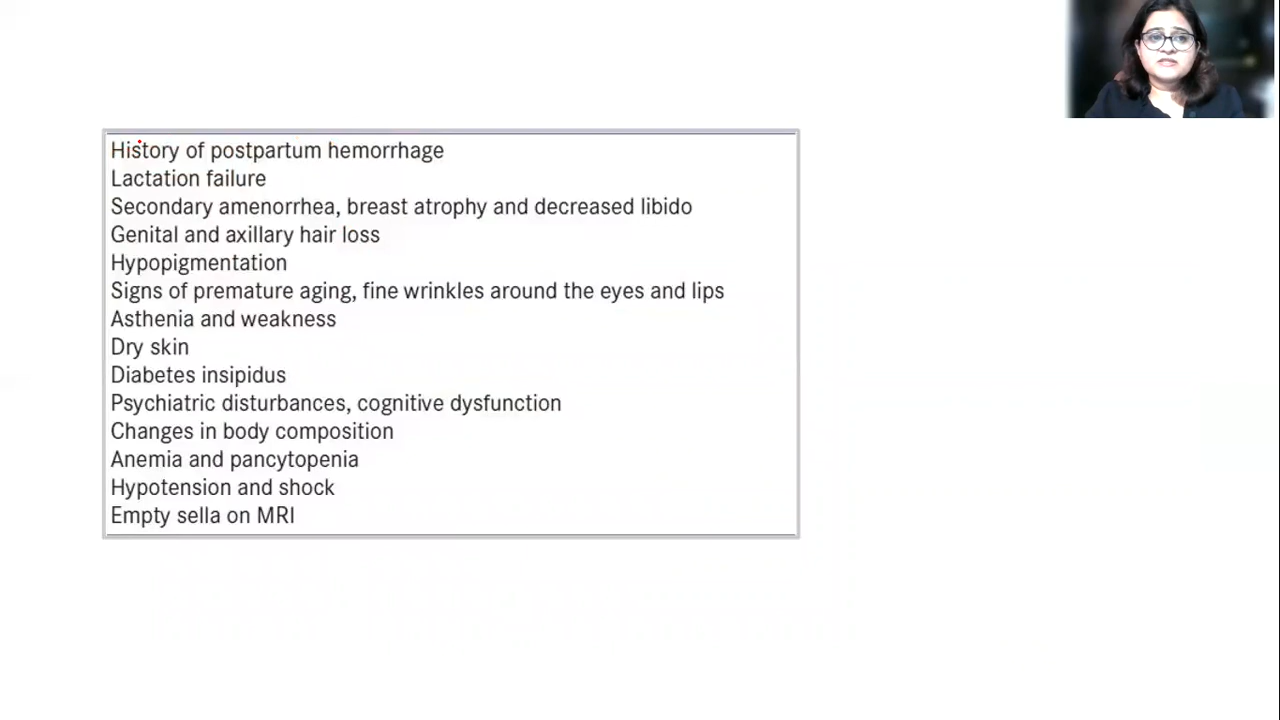 History of postpartum hemorrhage
Lactation failure
Secondary amenorrhea, breast atrophy and decreased libido
Genital and axillary hair loss
Hypopigmentation
Signs of premature aging, fine wrinkles around the eyes and lips
Asthenia and weakness
Dry skin
Diabetes insipidus
Psychiatric disturbances, cognitive dysfunction
Changes in body composition
Anemia and pancytopenia
Hypotension and shock
Empty sella on MRI